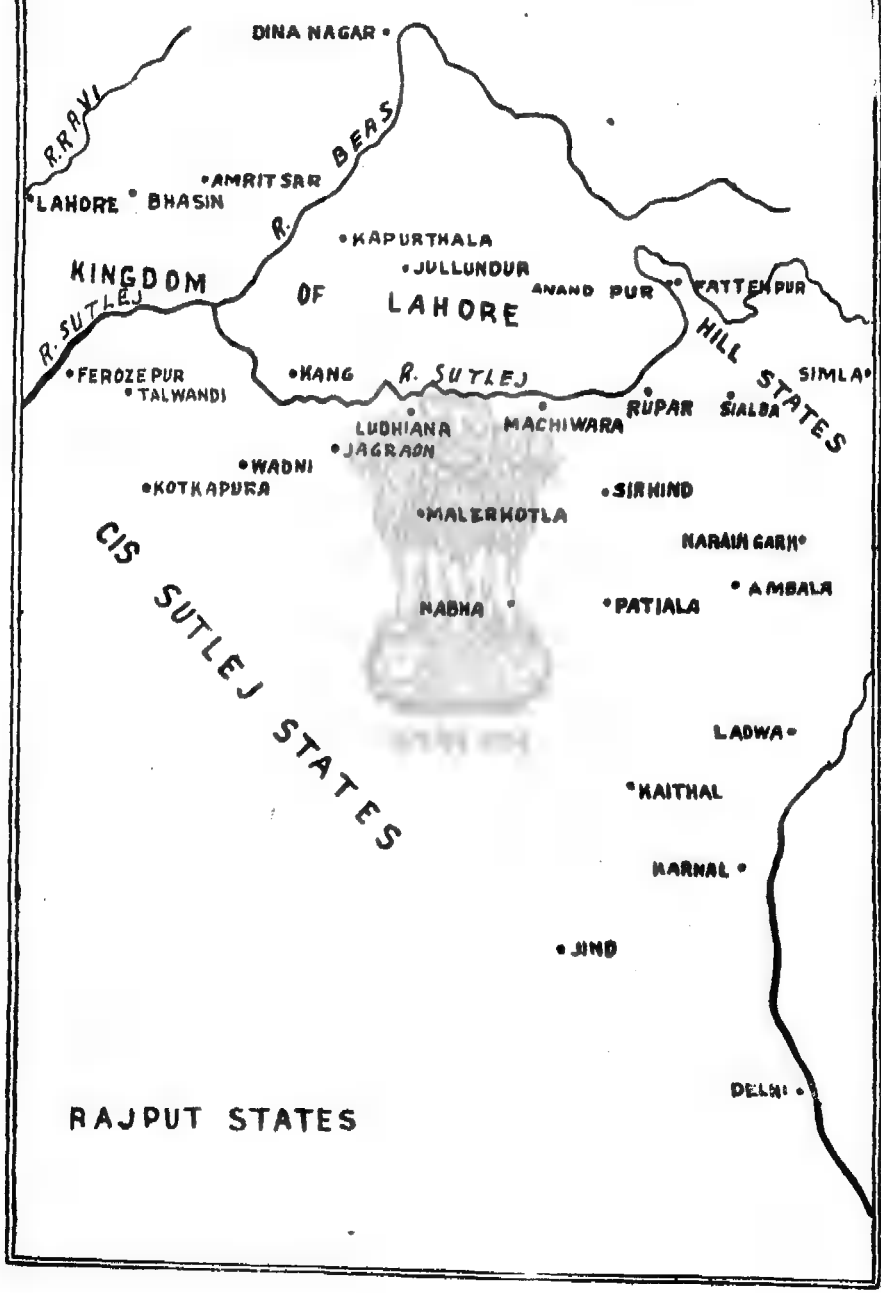 DINA NAGAR
R. RAVI
R. BEAS
AMRITSAR
LAHORE
BHASIN
KAPURTHALA
JULLUNDUR
KINGDOM OF LAHORE
ANAND PUR
FATTEHPUR
R. SUTLEJ
HILL STATES
SIMLA
FEROZEPUR
TALWANDI
KANG
R. SUTLEJ
LUDHIANA
MACHIWARA
RUPAR
SIALBA
JAGRAON
WADNI
KOTKAPURA
SIRHIND
MALERKOTLA
NARAIN GARH
AMBALA
NABHA
PATIALA
CIS SUTLEJ STATES
LADWA
KAITHAL
KARNAL
JIND
DELHI
RAJPUT STATES